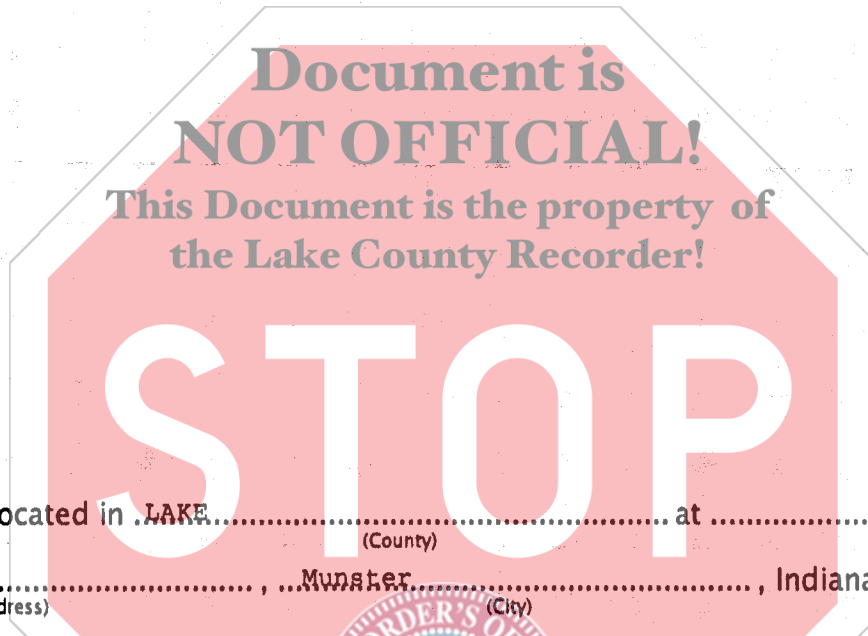 Document is
NOT OFFICIAL!
This Document is the property of
the Lake County Recorder!
STOP
ocated in LAKE at
(County)
, Munster , Indiana
dress) (City)
ORDER'S O